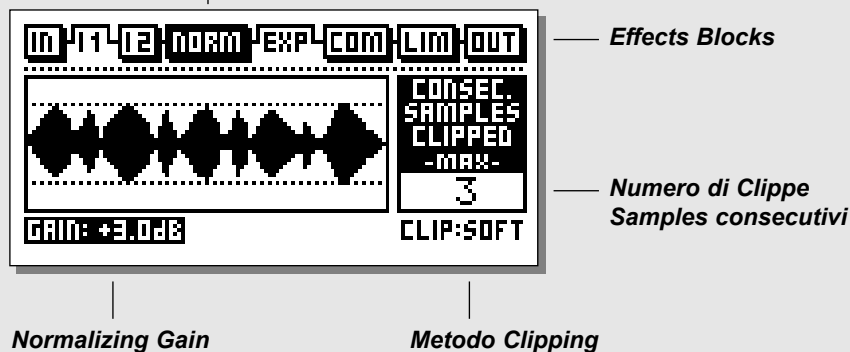 IN I1 I2 NORM EXP COM LIM OUT
Effects Blocks
CONSEC.
SAMPLES
CLIPPED
-MAX-
3
Numero di Clippe
Samples consecutivi
GAIN: +3.0dB
CLIP:SOFT
Normalizing Gain
Metodo Clipping